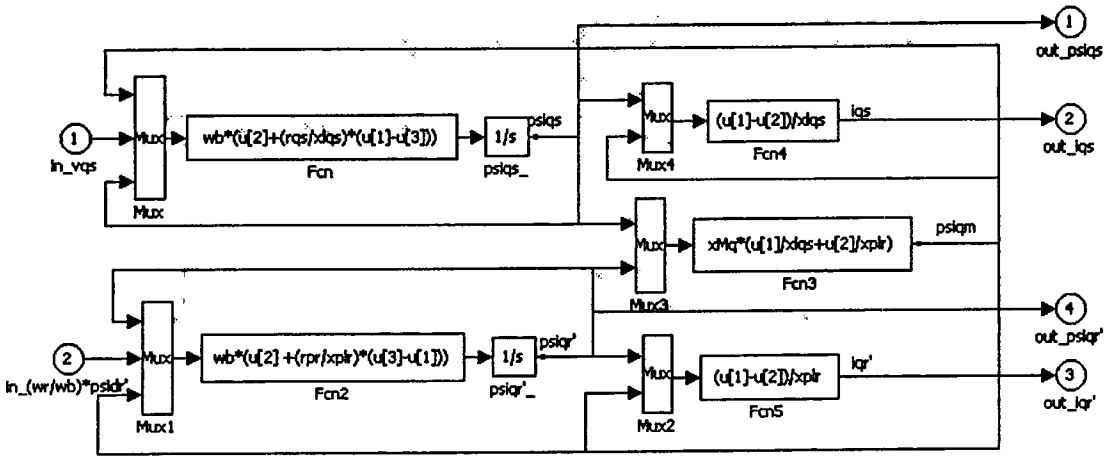 1
out_psiqs
1
in_vqs
Mux
Mux
wb*(u[2]+(rqs/xlqs)*(u[1]-u[3]))
Fcn
1/s
psiqs_
psiqs
Mux
Mux4
(u[1]-u[2])/xlqs
Fcn4
iqs
2
out_iqs
Mux
Mux3
xMq*(u[1]/xlqs+u[2]/xplr)
Fcn3
psiqm
4
out_psiqr'
2
in_(wr/wb)*psidr'
Mux
Mux1
wb*(u[2] +(rpr/xplr)*(u[3]-u[1]))
Fcn2
1/s
psiqr'_
psiqr'
Mux
Mux2
(u[1]-u[2])/xplr
Fcn5
iqr'
3
out_iqr'